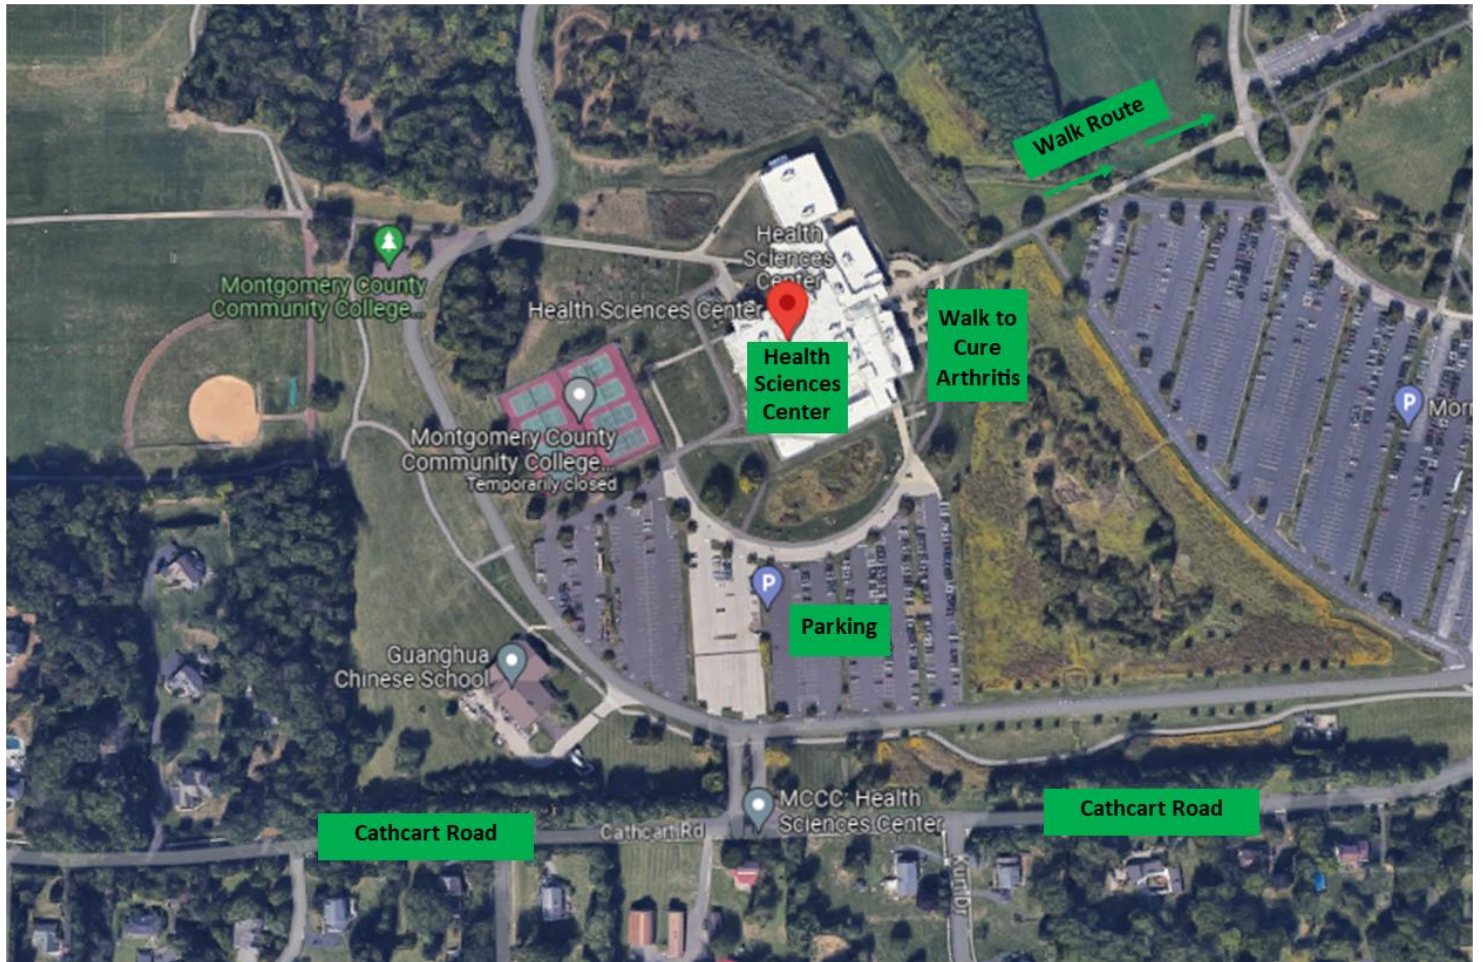 Walk Route
Health
Sciences
Center
Montgomery County
Community College...
Health Sciences Center
Walk to
Cure
Arthritis
Health
Sciences
Center
P
Montgomery County
Community College...
Temporarily closed
P
Parking
Guanghua
Chinese School
MCCC: Health
Sciences Center
Cathcart Road
Cathcart Road
Cathcart Rd
Kuhl Dr